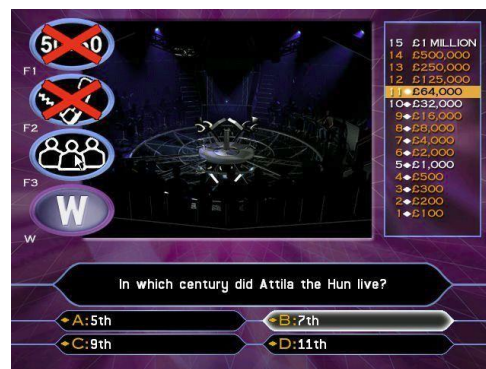 50 50
F1
F2
F3
W
W
15 £1 MILLION
14 £500,000
13 £250,000
12 £125,000
11◆£64,000
10◆£32,000
9◆£16,000
8◆£8,000
7◆£4,000
6◆£2,000
5◆£1,000
4◆£500
3◆£300
2◆£200
1◆£100
In which century did Attila the Hun live?
◆A:5th
◆B:7th
◆C:9th
◆D:11th